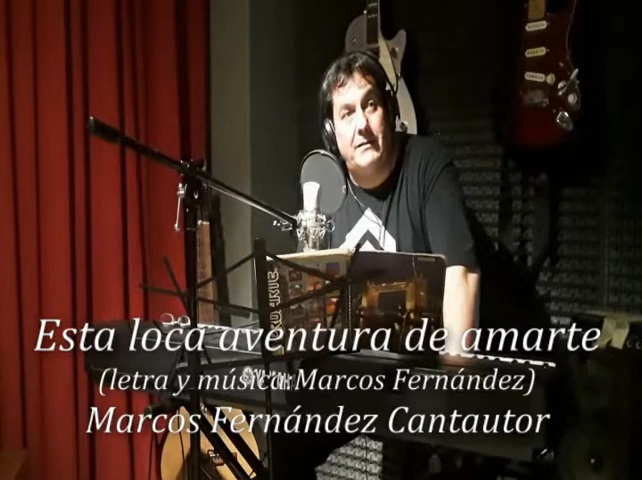 Esta loca aventura de amarte
(letra y música:Marcos Fernández)
Marcos Fernández Cantautor